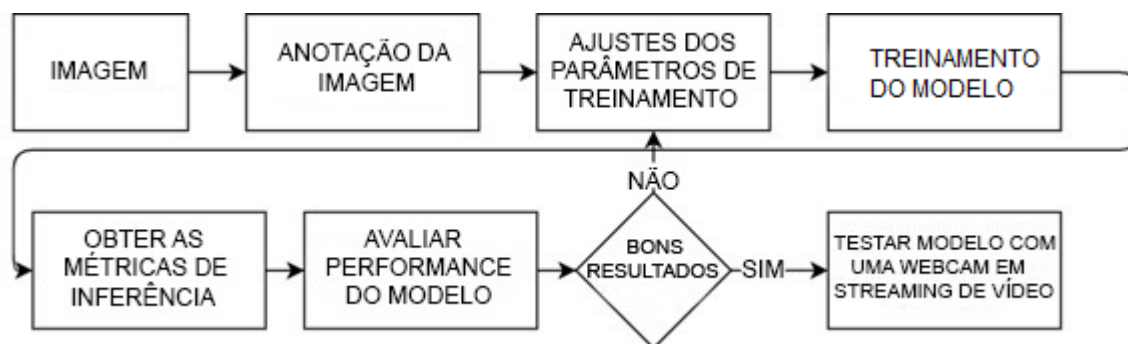 IMAGEM
ANOTAÇÃO DA
IMAGEM
AJUSTES DOS
PARÂMETROS DE
TREINAMENTO
TREINAMENTO
DO MODELO
OBTER AS
MÉTRICAS DE
INFERÊNCIA
AVALIAR
PERFORMANCE
DO MODELO
BONS
RESULTADOS
NÃO
SIM
TESTAR MODELO COM
UMA WEBCAM EM
STREAMING DE VÍDEO